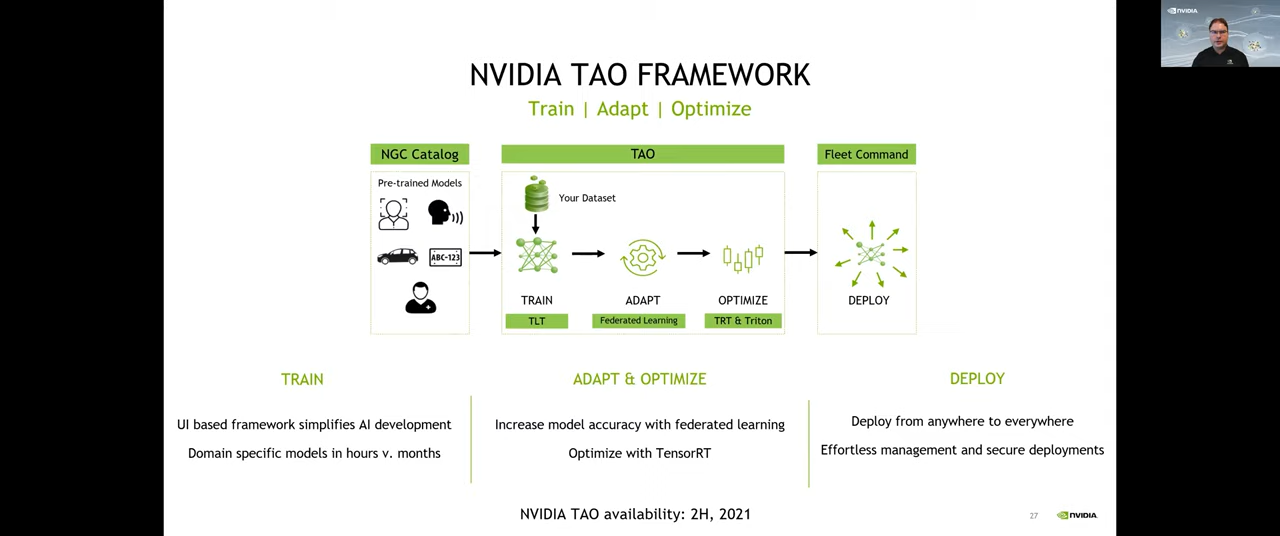 NVIDIA
NVIDIA TAO FRAMEWORK
Train | Adapt | Optimize
NGC Catalog
TAO
Fleet Command
Pre-trained Models
ABC-123
Your Dataset
TRAIN
ADAPT
OPTIMIZE
DEPLOY
TLT
Federated Learning
TRT & Triton
TRAIN
UI based framework simplifies AI development
Domain specific models in hours v. months
ADAPT & OPTIMIZE
Increase model accuracy with federated learning
Optimize with TensorRT
DEPLOY
Deploy from anywhere to everywhere
Effortless management and secure deployments
NVIDIA TAO availability: 2H, 2021
27
NVIDIA.